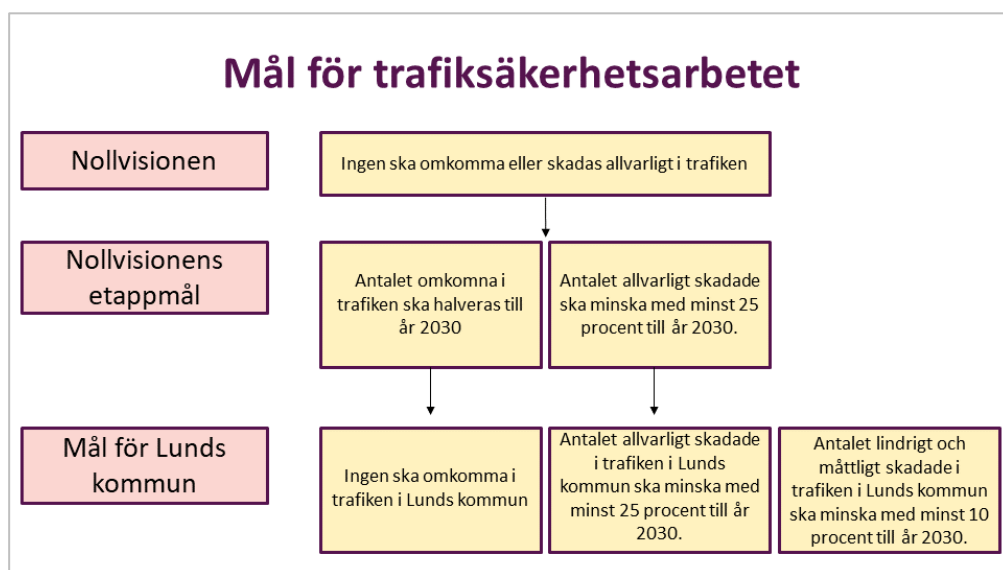 Mål för trafiksäkerhetsarbetet
Nollvisionen
Ingen ska omkomma eller skadas allvarligt i trafiken
Nollvisionens
etappmål
Antalet omkomna i
trafiken ska halveras till
år 2030
Antalet allvarligt skadade
ska minska med minst 25
procent till år 2030.
Mål för Lunds
kommun
Ingen ska omkomma i
trafiken i Lunds kommun
Antalet allvarligt skadade
i trafiken i Lunds
kommun ska minska med
minst 25 procent till år
2030.
Antalet lindrigt och
måttligt skadade i
trafiken i Lunds kommun
ska minska med minst 10
procent till år 2030.